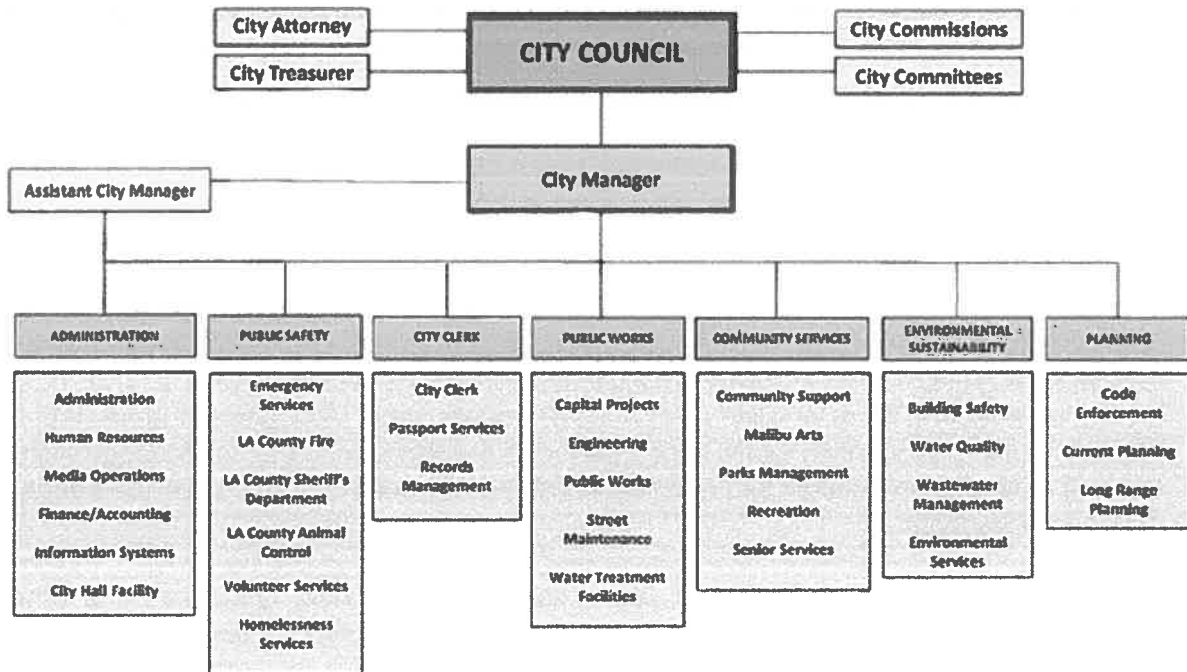 City Attorney
CITY COUNCIL
City Commissions
City Treasurer
City Committees
City Manager
Assistant City Manager
ADMINISTRATION
PUBLIC SAFETY
CITY CLERK
PUBLIC WORKS
COMMUNITY SERVICES
ENVIRONMENTAL
SUSTAINABILITY
PLANNING
Administration
Human Resources
Media Operations
Finance/Accounting
Information Systems
City Hall Facility
Emergency
Services
LA County Fire
LA County Sheriff's
Department
LA County Animal
Control
Volunteer Services
Homelessness
Services
City Clerk
Passport Services
Records
Management
Capital Projects
Engineering
Public Works
Street
Maintenance
Water Treatment
Facilities
Community Support
Malibu Arts
Parks Management
Recreation
Senior Services
Building Safety
Water Quality
Wastewater
Management
Environmental
Services
Code
Enforcement
Current Planning
Long Range
Planning